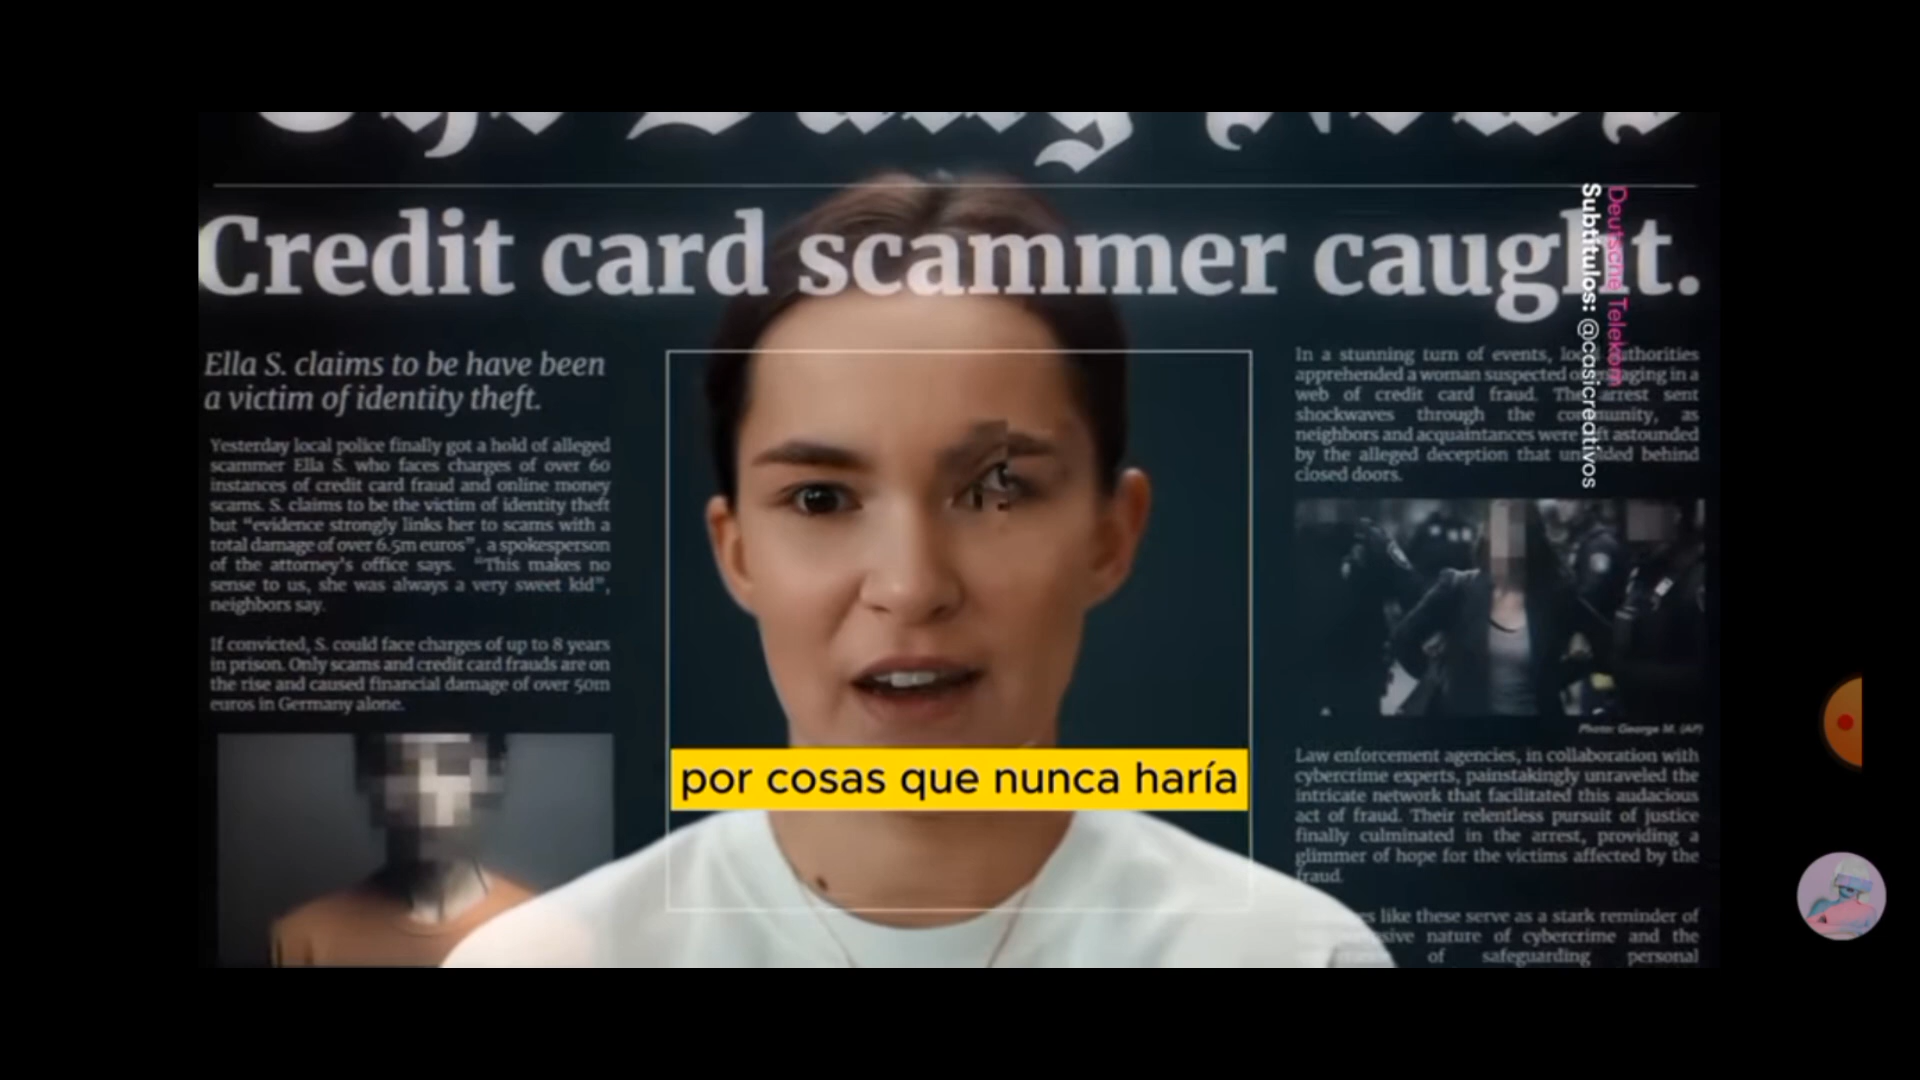 The Daily News
Credit card scammer caught.
Ella S. claims to be have been
a victim of identity theft.
Yesterday local police finally got a hold of alleged
scammer Ella S. who faces charges of over 60
instances of credit card fraud and online money
scams. S. claims to be the victim of identity theft
but “evidence strongly links her to scams with a
total damage of over 6.5m euros”, a spokesperson
of the attorney’s office says. “This makes no
sense to us, she was always a very sweet kid”,
neighbors say.
If convicted, S. could face charges of up to 8 years
in prison. Only scams and credit card frauds are on
the rise and caused financial damage of over 50m
euros in Germany alone.
por cosas que nunca haría
In a stunning turn of events, local authorities
apprehended a woman suspected of engaging in a
web of credit card fraud. The arrest sent
shockwaves through the community, as
neighbors and acquaintances were left astounded
by the alleged deception that unfolded behind
closed doors.
Photo: George M. (AP)
Law enforcement agencies, in collaboration with
cybercrime experts, painstakingly unraveled the
intricate network that facilitated this audacious
act of fraud. Their relentless pursuit of justice
finally culminated in the arrest, providing a
glimmer of hope for the victims affected by the
fraud.
like these serve as a stark reminder of
nature of cybercrime and the
of safeguarding personal
Deutsche Telekom
Subtítulos: @casicreativos